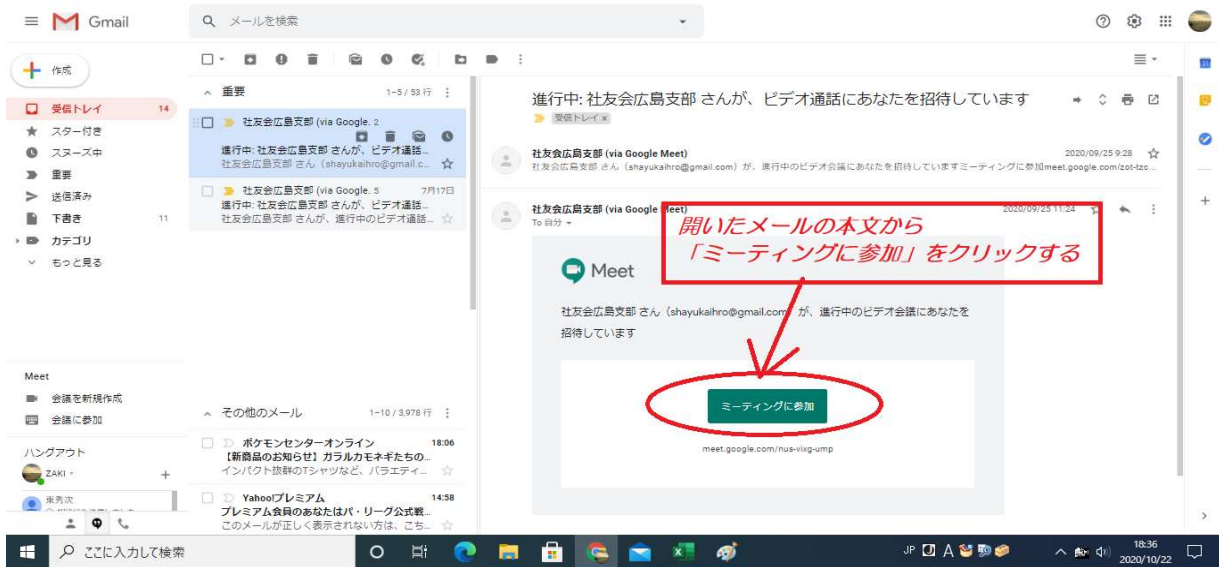 Gmail
メールを検索
作成
受信トレイ 14
スター付き
スヌーズ中
重要
送信済み
下書き 11
カテゴリ
もっと見る
Meet
会議を新規作成
会議に参加
ハングアウト
ZAKI
東秀次
重要 1-5 / 53 行
社友会広島支部 (via Google. 2
進行中: 社友会広島支部 さんが、ビデオ通話...
社友会広島支部 さん（shayukaihro@gmail.c...
社友会広島支部 (via Google. 5 7月17日
進行中: 社友会広島支部 さんが、ビデオ通話...
社友会広島支部 さんが、進行中のビデオ通話...
その他のメール 1-10 / 3,978 行
ポケモンセンターオンライン 18:06
【新商品のお知らせ】ガラルカモネギたちの...
インパクト抜群のTシャツなど、バラエティ...
Yahoo!プレミアム 14:58
プレミアム会員のあなたはパ・リーグ公式戦...
このメールが正しく表示されない方は、こち...
進行中: 社友会広島支部 さんが、ビデオ通話にあなたを招待しています
受信トレイ x
社友会広島支部 (via Google Meet) 2020/09/25 9:28
社友会広島支部 さん（shayukaihro@gmail.com）が、進行中のビデオ会議にあなたを招待していますミーティングに参加meet.google.com/zot-tzc...
社友会広島支部 (via Google Meet) 2020/09/25 11:24
To 自分
開いたメールの本文から
「ミーティングに参加」をクリックする
Meet
社友会広島支部 さん（shayukaihro@gmail.com）が、進行中のビデオ会議にあなたを
招待しています
ミーティングに参加
meet.google.com/nus-vixg-ump
ここに入力して検索
JP A
18:36
2020/10/22